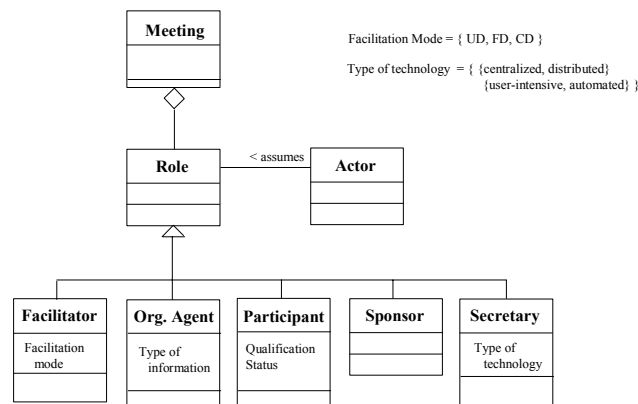 Meeting
Facilitation Mode = { UD, FD, CD }
Type of technology = { {centralized, distributed}
{user-intensive, automated} }
Role
< assumes
Actor
Facilitator
Facilitation
mode
Org. Agent
Type of
information
Participant
Qualification
Status
Sponsor
Secretary
Type of
technology